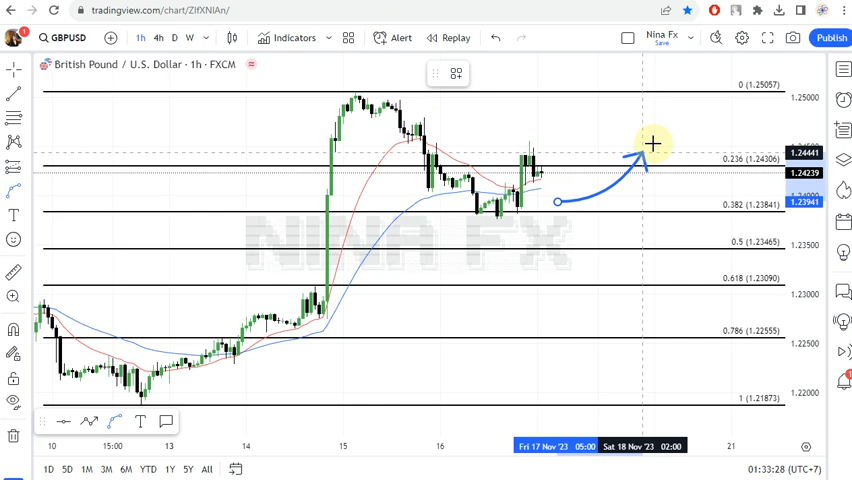 tradingview.com/chart/ZIfXNIAn/
1
GBPUSD
1h 4h D W
Indicators
Alert
Replay
Nina Fx
Save
Publish
British Pound / U.S. Dollar · 1h · FXCM
0 (1.25057)
1.25000
1.24441
0.236 (1.24306)
1.24239
1.23941
0.382 (1.23841)
NINA FX
0.5 (1.23465)
1.23500
0.618 (1.23090)
1.23000
0.786 (1.22555)
1.22500
1.22000
1 (1.21873)
10 15:00 13 14 15 16 Fri 17 Nov '23 05:00 Sat 18 Nov '23 02:00 21
1D 5D 1M 3M 6M YTD 1Y 5Y All
01:33:28 (UTC+7)